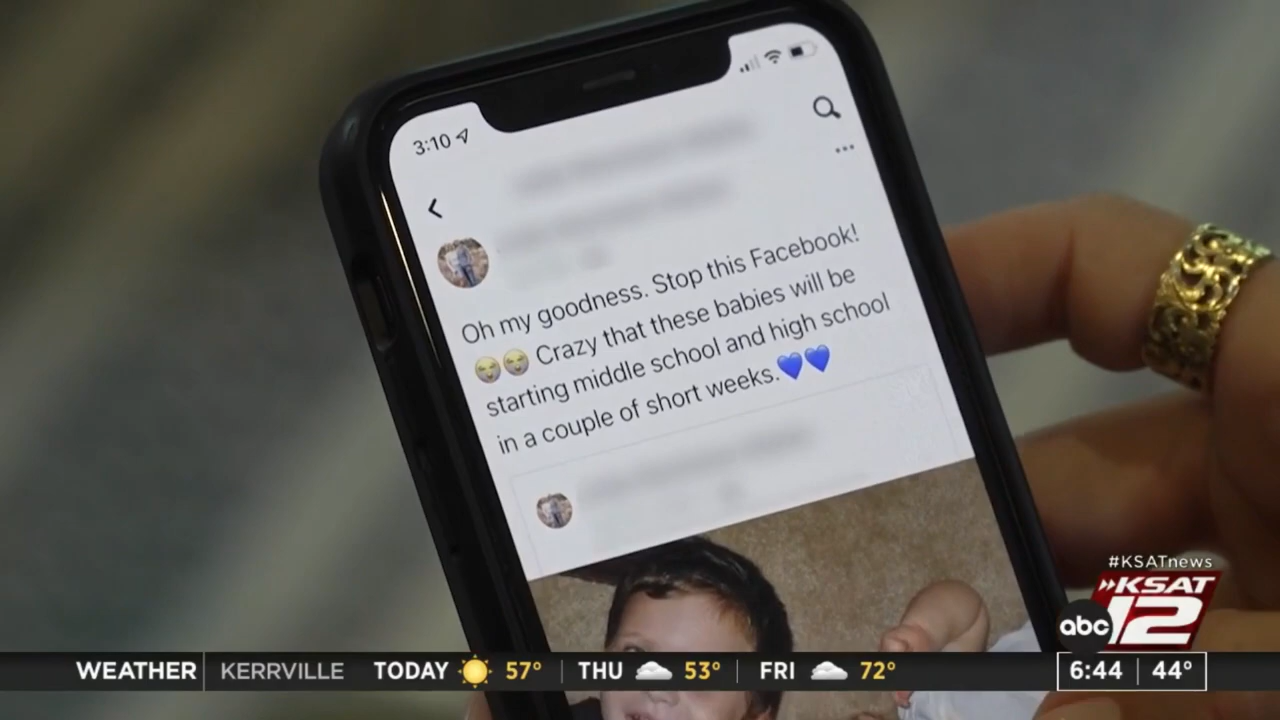 3:10
Oh my goodness. Stop this Facebook!
😭😭 Crazy that these babies will be
starting middle school and high school
in a couple of short weeks.💙💙
#KSATnews
KSAT
abc 12
WEATHER KERRVILLE TODAY 57° THU 53° FRI 72° 6:44 44°